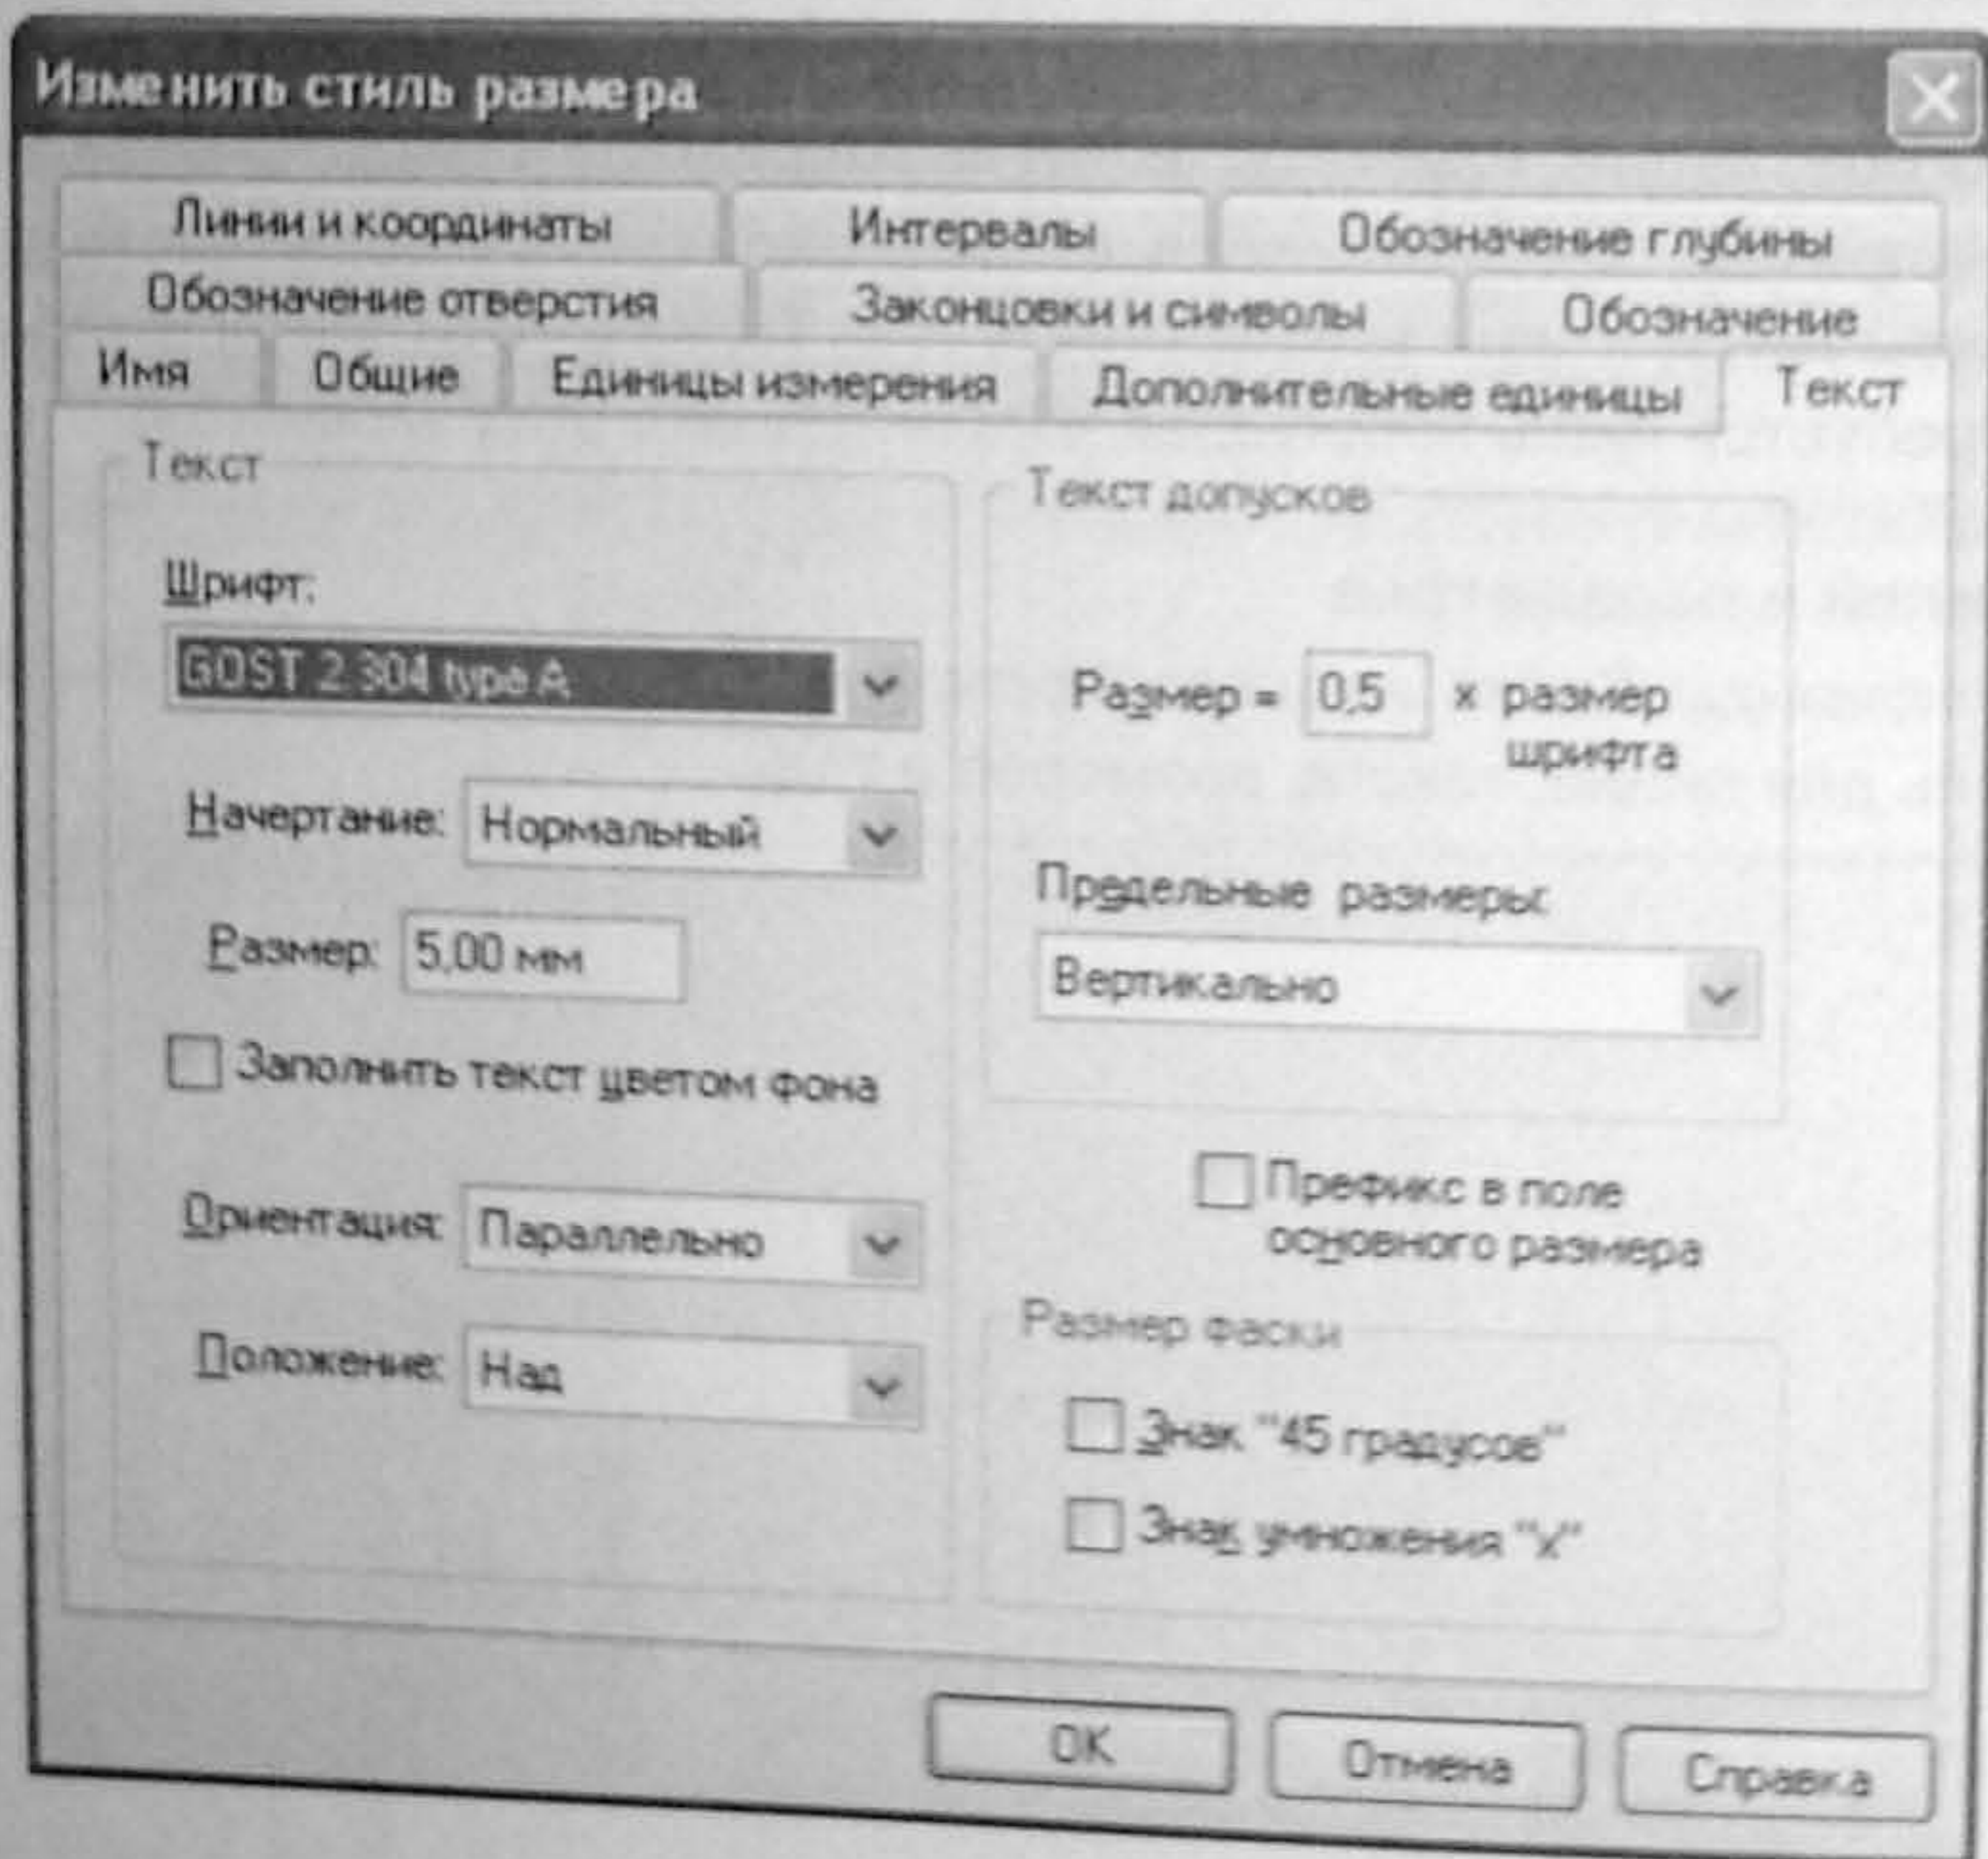 Изменить стиль размера
Линии и координаты Интервалы Обозначение глубины
Обозначение отверстия Законцовки и символы Обозначение
Имя Общие Единицы измерения Дополнительные единицы Текст
Текст
Шрифт:
GOST 2.304 type A
Начертание: Нормальный
Размер: 5,00 мм
Заполнить текст цветом фона
Ориентация: Параллельно
Положение: Над
Текст допусков
Размер = 0,5 x размер
шрифта
Предельные размеры:
Вертикально
Префикс в поле
основного размера
Размер фаски
Знак "45 градусов"
Знак умножения "X"
OK Отмена Справка